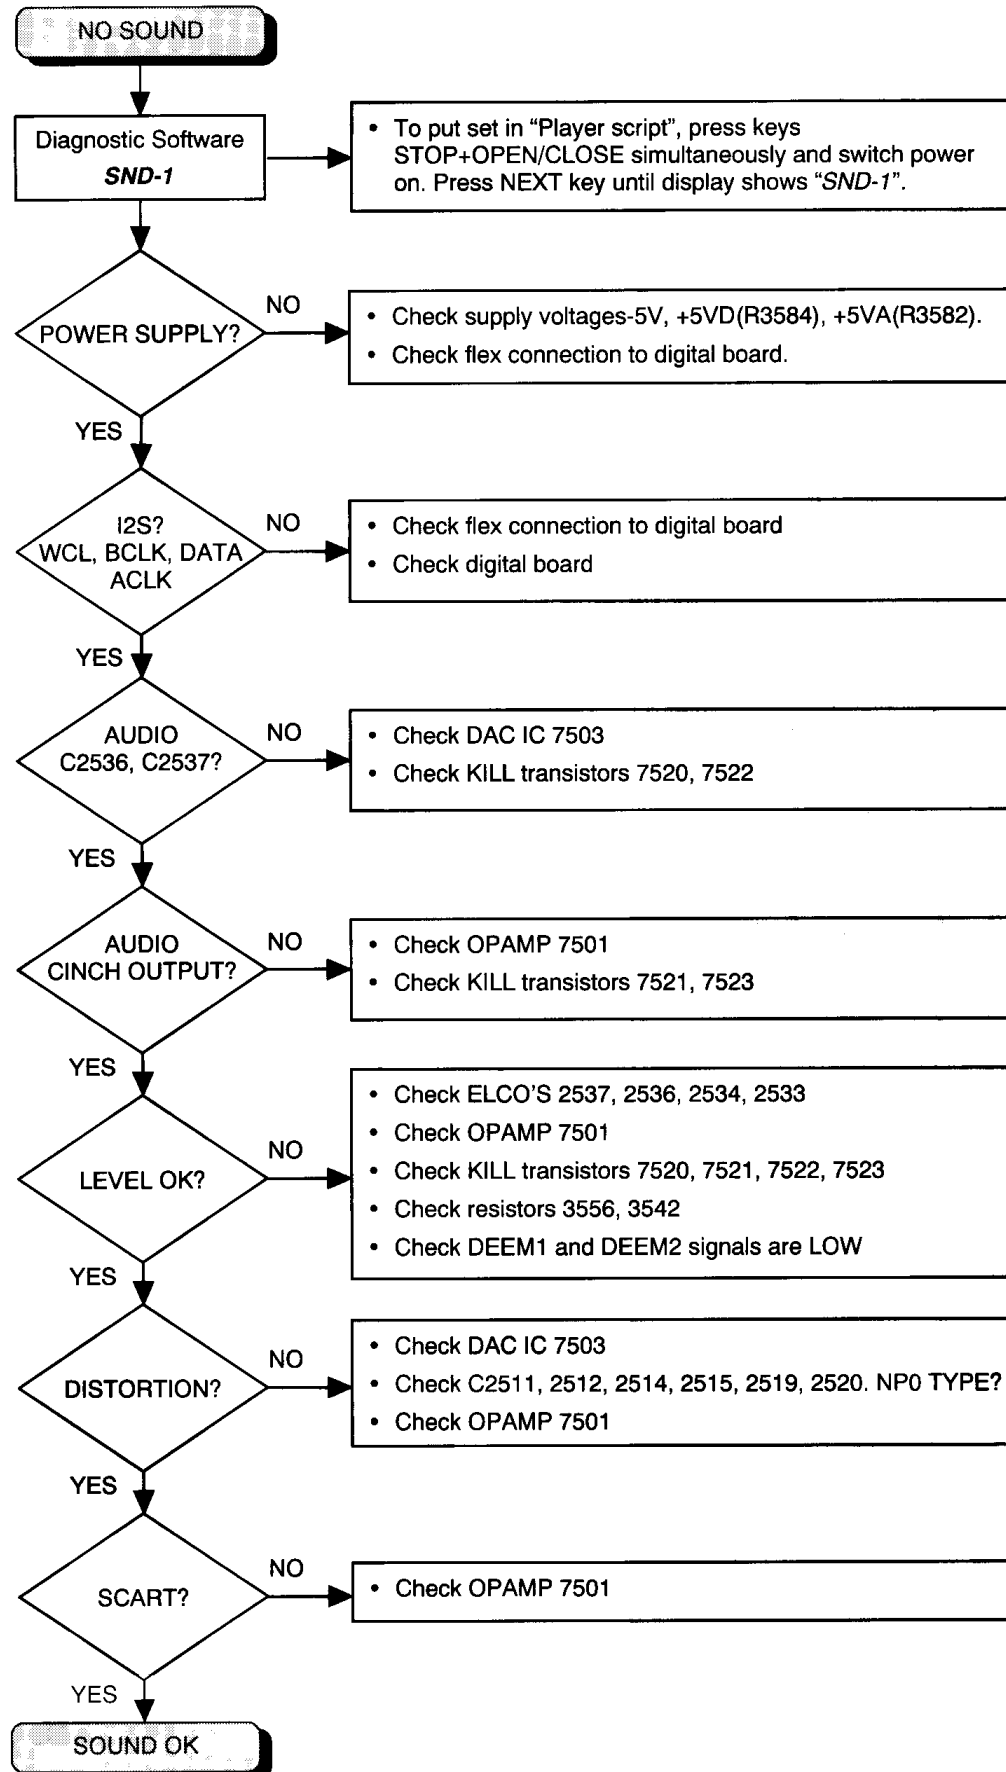 NO SOUND
Diagnostic Software
SND-1
• To put set in “Player script”, press keys
STOP+OPEN/CLOSE simultaneously and switch power
on. Press NEXT key until display shows “SND-1”.
POWER SUPPLY?
NO
• Check supply voltages-5V, +5VD(R3584), +5VA(R3582).
• Check flex connection to digital board.
YES
I2S?
WCL, BCLK, DATA
ACLK
NO
• Check flex connection to digital board
• Check digital board
YES
AUDIO
C2536, C2537?
NO
• Check DAC IC 7503
• Check KILL transistors 7520, 7522
YES
AUDIO
CINCH OUTPUT?
NO
• Check OPAMP 7501
• Check KILL transistors 7521, 7523
YES
LEVEL OK?
NO
• Check ELCO’S 2537, 2536, 2534, 2533
• Check OPAMP 7501
• Check KILL transistors 7520, 7521, 7522, 7523
• Check resistors 3556, 3542
• Check DEEM1 and DEEM2 signals are LOW
YES
DISTORTION?
NO
• Check DAC IC 7503
• Check C2511, 2512, 2514, 2515, 2519, 2520. NP0 TYPE?
• Check OPAMP 7501
YES
SCART?
NO
• Check OPAMP 7501
YES
SOUND OK